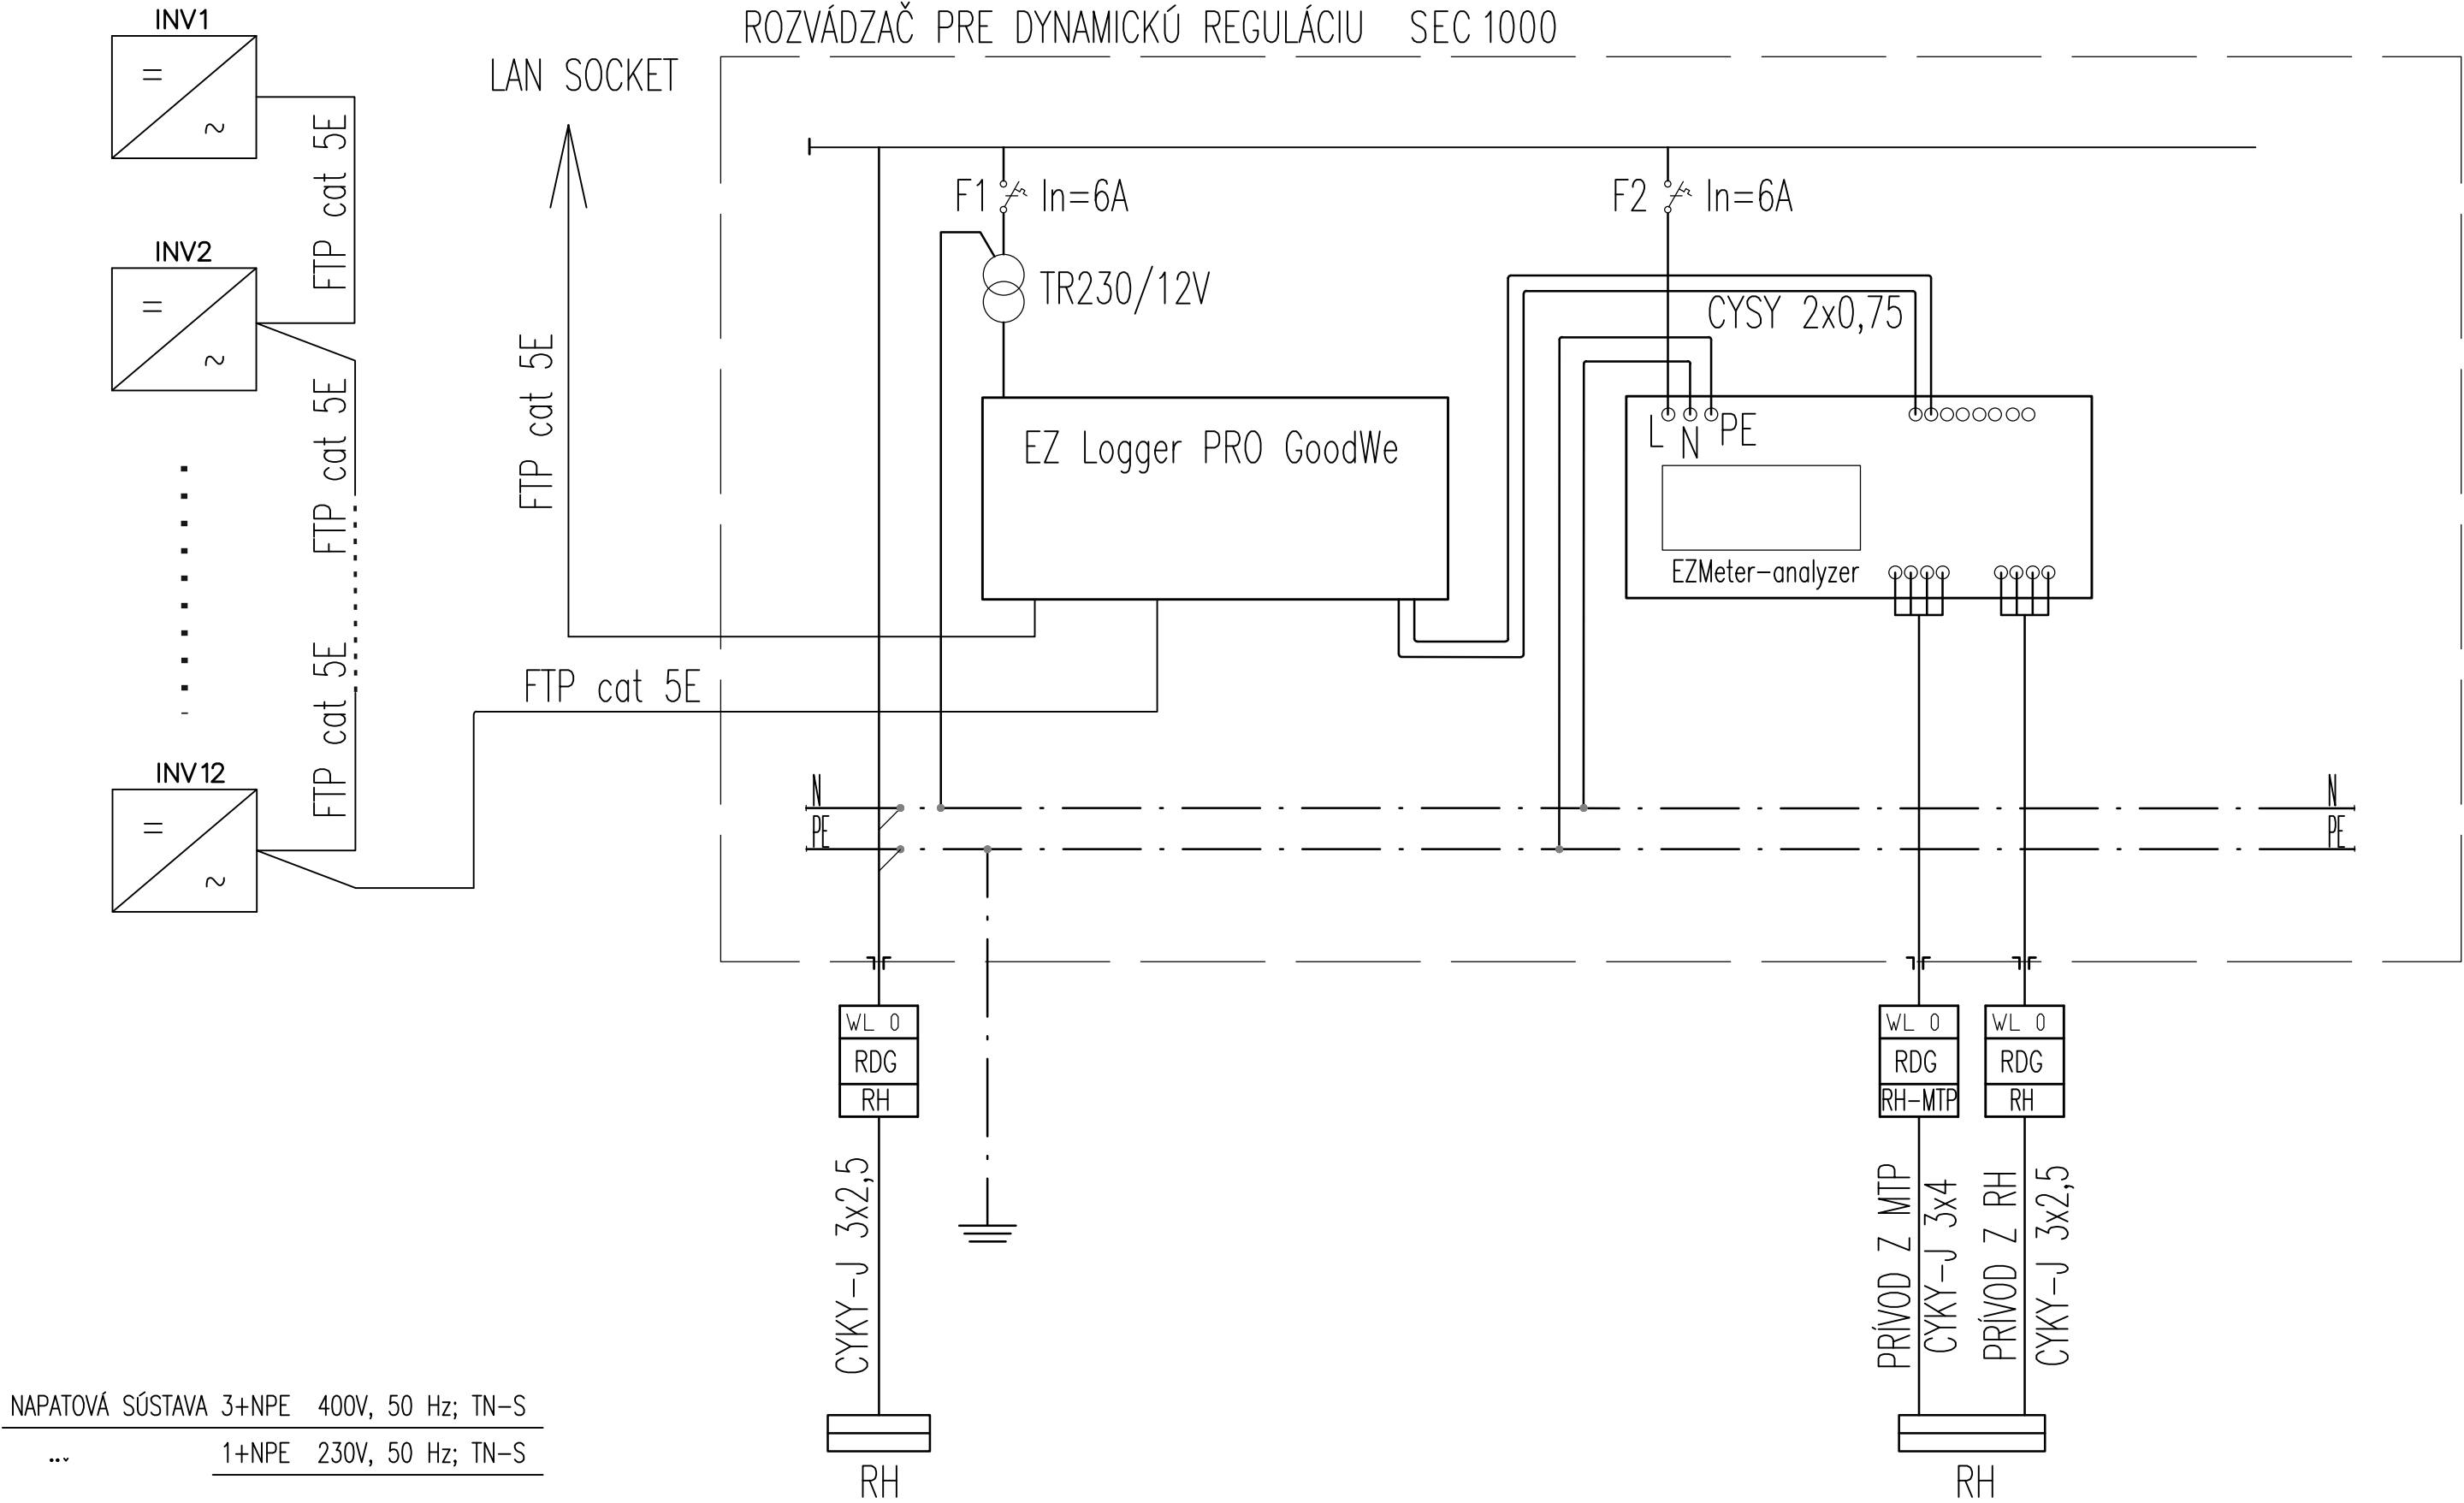 INV1
ROZVÁDZAČ PRE DYNAMICKÚ REGULÁCIU SEC 1000
LAN SOCKET
=
~
FTP cat 5E
F1 In=6A
F2 In=6A
INV2
=
~
TR230/12V
CYSY 2x0,75
FTP cat 5E
FTP cat 5E
L N PE
EZ Logger PRO GoodWe
FTP cat 5E
EZMeter-analyzer
FTP cat 5E
FTP cat 5E
INV12
=
~
N N
PE PE
WL 0
RDG
RH
WL 0
RDG
RH-MTP
WL 0
RDG
RH
CYKY-J 3x2,5
PRÍVOD Z MTP
CYKY-J 3x4
PRÍVOD Z RH
CYKY-J 3x2,5
NAPATOVÁ SÚSTAVA 3+NPE 400V, 50 Hz; TN-S
1+NPE 230V, 50 Hz; TN-S
RH
RH